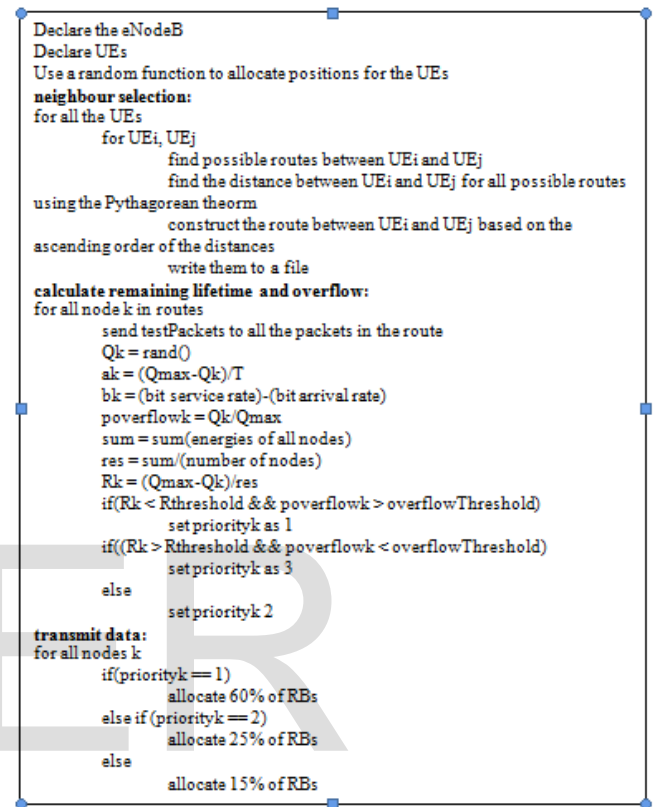 Declare the eNodeB
Declare UEs
Use a random function to allocate positions for the UEs
neighbour selection:
for all the UEs
for UEi, UEj
find possible routes between UEi and UEj
find the distance between UEi and UEj for all possible routes
using the Pythagorean theorm
construct the route between UEi and UEj based on the
ascending order of the distances
write them to a file
calculate remaining lifetime and overflow:
for all node k in routes
send testPackets to all the packets in the route
Qk = rand()
ak = (Qmax-Qk)/T
bk = (bit service rate)-(bit arrival rate)
poverflowk = Qk/Qmax
sum = sum(energies of all nodes)
res = sum/(number of nodes)
Rk = (Qmax-Qk)/res
if(Rk < Rthreshold && poverflowk > overflowThreshold)
set priorityk as 1
if((Rk > Rthreshold && poverflowk < overflowThreshold)
set priorityk as 3
else
set priorityk 2
transmit data:
for all nodes k
if(priorityk == 1)
allocate 60% of RBs
else if (priorityk == 2)
allocate 25% of RBs
else
allocate 15% of RBs
ER